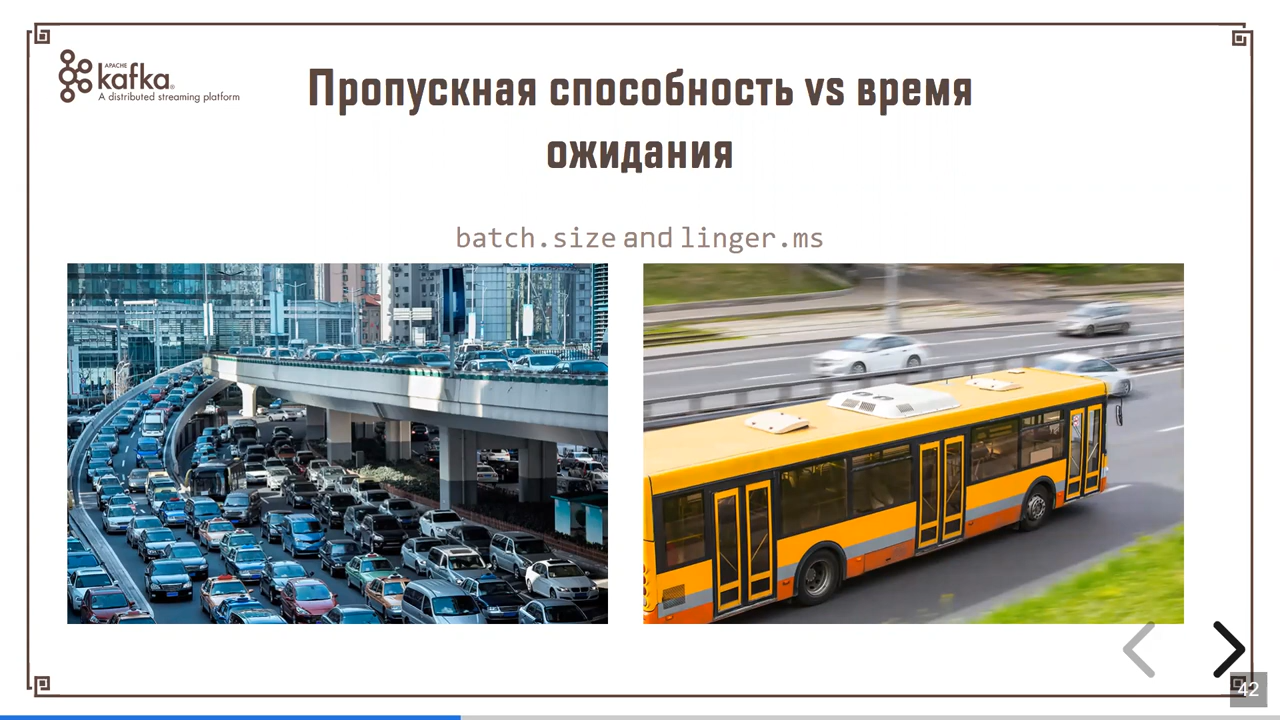 APACHE
kafka®
A distributed streaming platform
Пропускная способность vs время
ожидания
batch.size and linger.ms
42